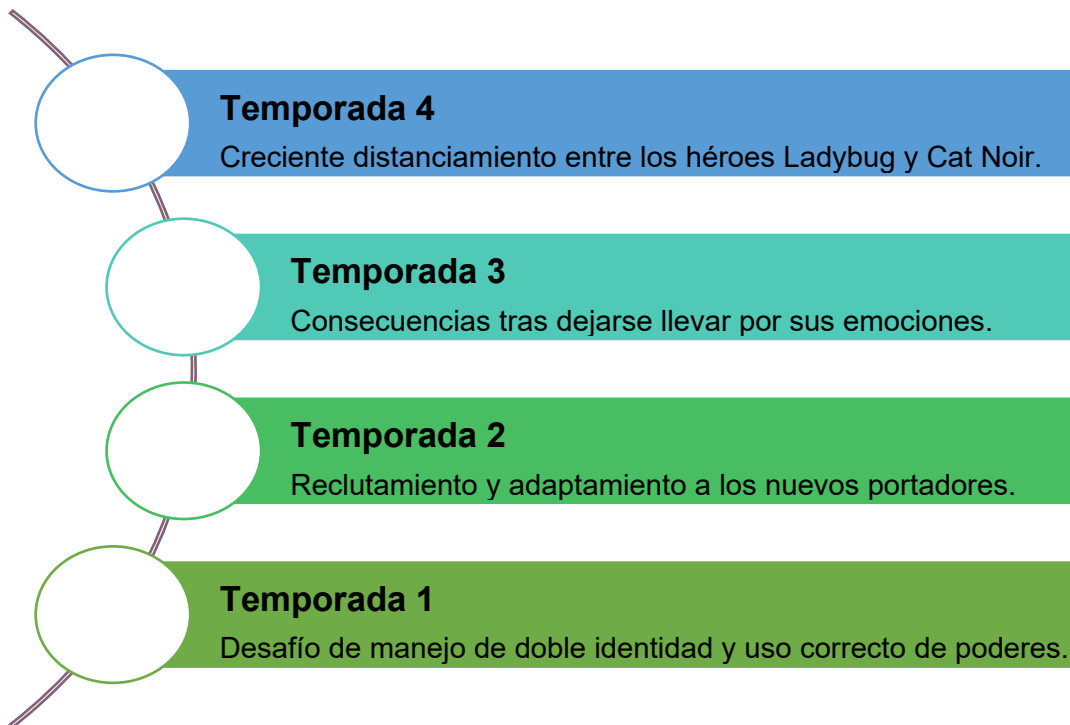 Temporada 4
Creciente distanciamiento entre los héroes Ladybug y Cat Noir.
Temporada 3
Consecuencias tras dejarse llevar por sus emociones.
Temporada 2
Reclutamiento y adaptamiento a los nuevos portadores.
Temporada 1
Desafío de manejo de doble identidad y uso correcto de poderes.